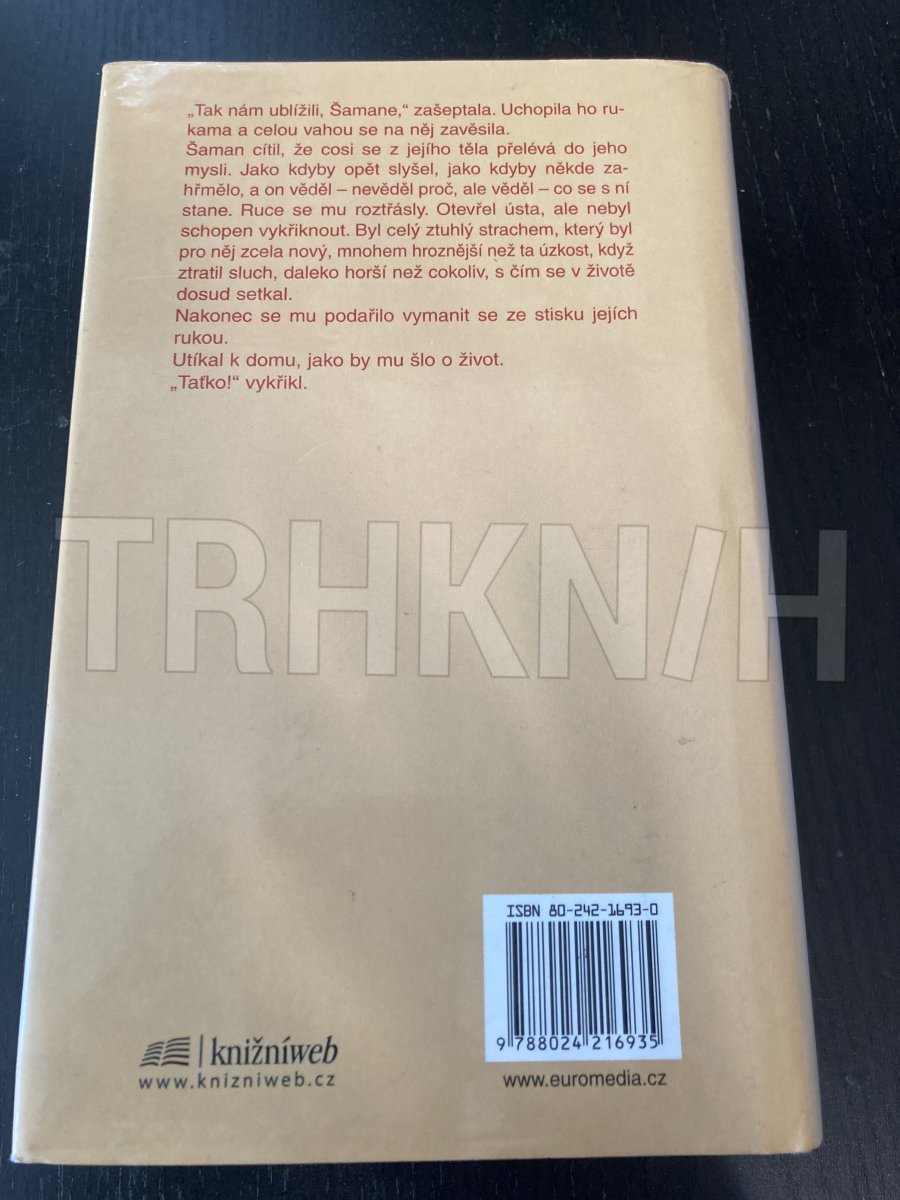 „Tak nám ublížili, Šamane,“ zašeptala. Uchopila ho ru-
kama a celou vahou se na něj zavěsila.
Šaman cítil, že cosi se z jejího těla přelévá do jeho
mysli. Jako kdyby opět slyšel, jako kdyby někde za-
hřmělo, a on věděl – nevěděl proč, ale věděl – co se s ní
stane. Ruce se mu roztřásly. Otevřel ústa, ale nebyl
schopen vykřiknout. Byl celý ztuhlý strachem, který byl
pro něj zcela nový, mnohem hroznější než ta úzkost, když
ztratil sluch, daleko horší než cokoliv, s čím se v životě
dosud setkal.
Nakonec se mu podařilo vymanit se ze stisku jejích
rukou.
Utíkal k domu, jako by mu šlo o život.
„Taťko!“ vykřikl.
TRHKN/H
ISBN 80-242-1693-0
9 788024 216935
knižníweb
www.knizniweb.cz
www.euromedia.cz